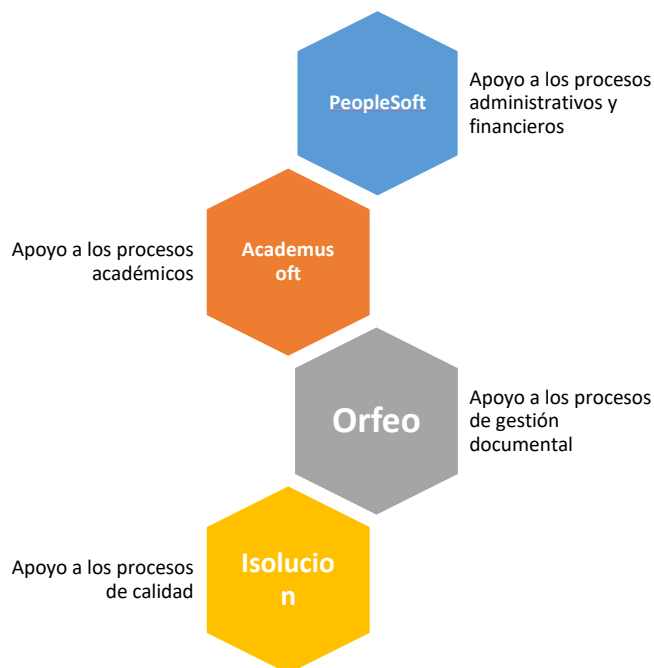 PeopleSoft
Apoyo a los procesos
administrativos y
financieros
Apoyo a los procesos
académicos
Academus
oft
Orfeo
Apoyo a los procesos
de gestión
documental
Apoyo a los procesos
de calidad
Isolucio
n